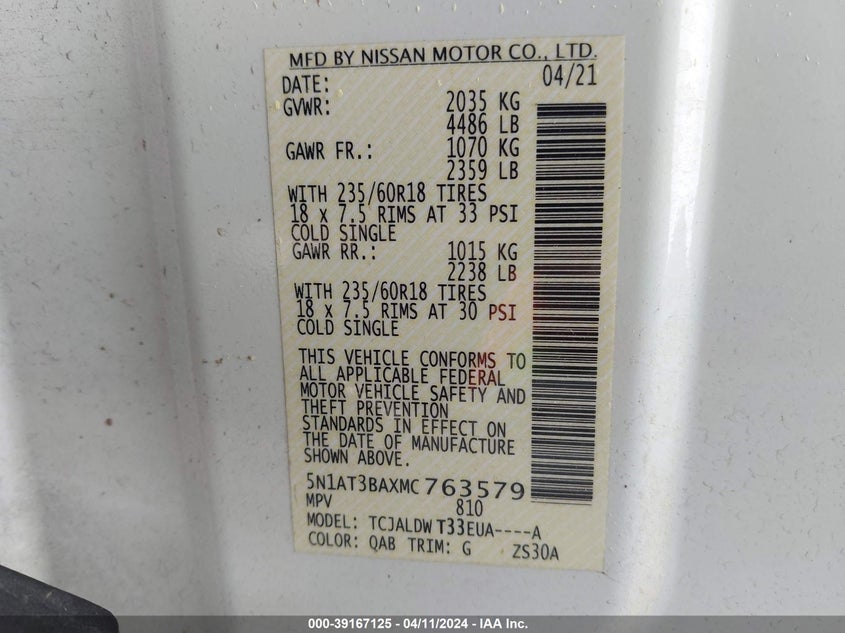 MFD BY NISSAN MOTOR CO., LTD.
DATE: 04/21
GVWR: 2035 KG
4486 LB
GAWR FR.: 1070 KG
2359 LB
WITH 235/60R18 TIRES
18 x 7.5 RIMS AT 33 PSI
COLD SINGLE
GAWR RR.: 1015 KG
2238 LB
WITH 235/60R18 TIRES
18 x 7.5 RIMS AT 30 PSI
COLD SINGLE
THIS VEHICLE CONFORMS TO
ALL APPLICABLE FEDERAL
MOTOR VEHICLE SAFETY AND
THEFT PREVENTION
STANDARDS IN EFFECT ON
THE DATE OF MANUFACTURE
SHOWN ABOVE.
5N1AT3BAXMC763579
MPV 810
MODEL: TCJALDW T33EUA----A
COLOR: QAB TRIM: G ZS30A
000-39167125 - 04/11/2024 - IAA Inc.